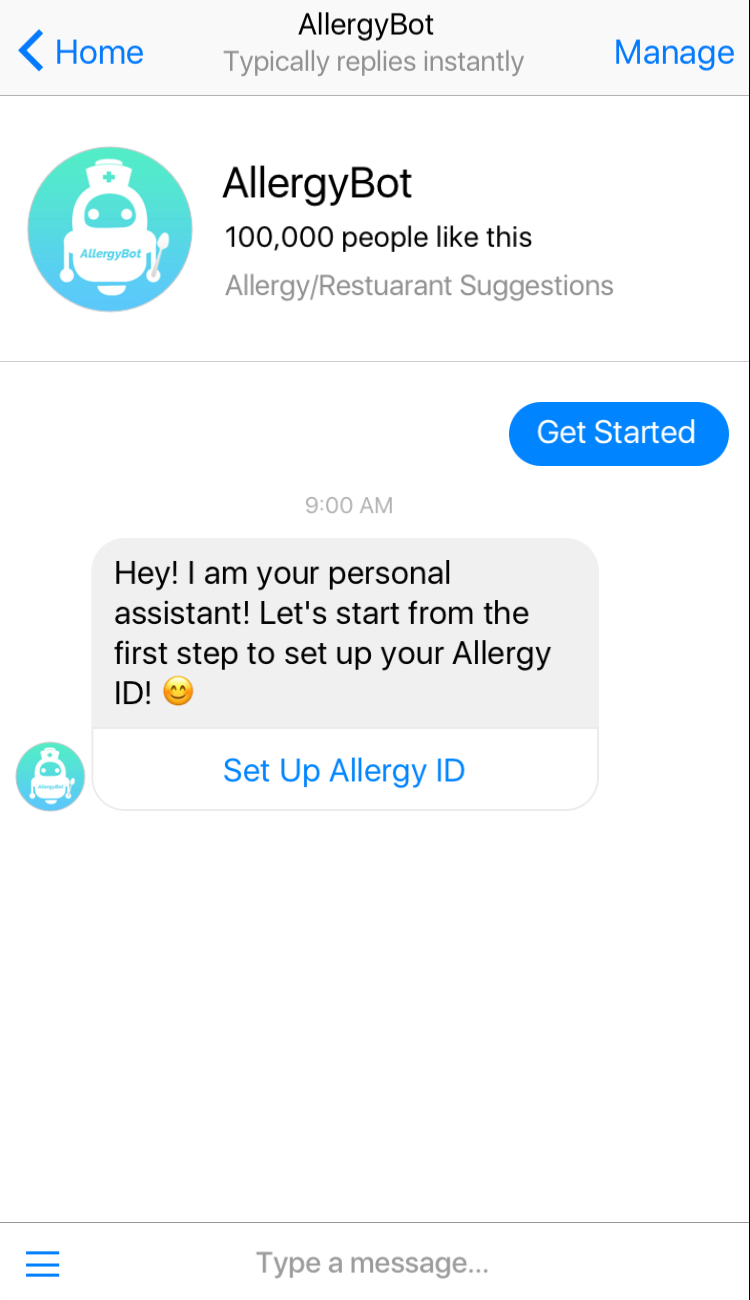 AllergyBot
Home
Typically replies instantly
Manage
AllergyBot
AllergyBot
100,000 people like this
Allergy/Restuarant Suggestions
Get Started
9:00 AM
Hey! I am your personal
assistant! Let's start from the
first step to set up your Allergy
ID! 😊
AllergyBot
Set Up Allergy ID
Type a message...